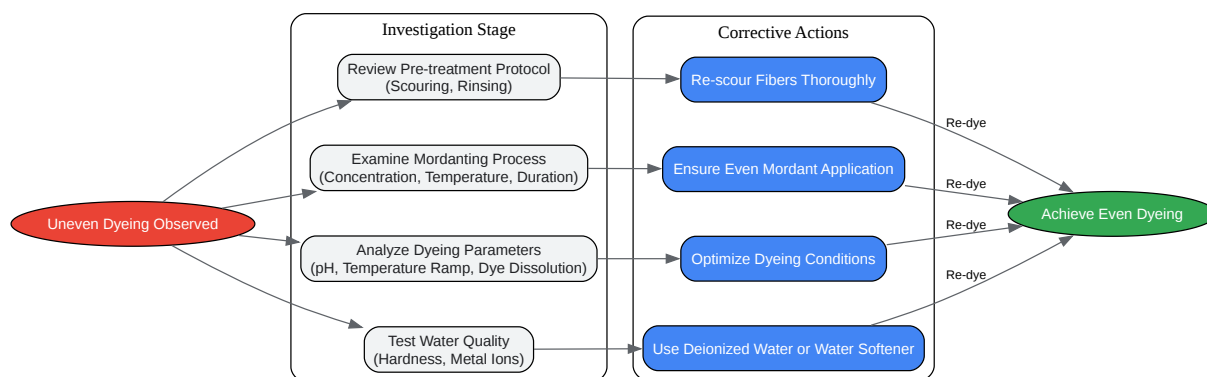 Investigation Stage
Corrective Actions
Review Pre-treatment Protocol
(Scouring, Rinsing)
Re-scour Fibers Thoroughly
Re-dye
Examine Mordanting Process
(Concentration, Temperature, Duration)
Ensure Even Mordant Application
Re-dye
Uneven Dyeing Observed
Achieve Even Dyeing
Analyze Dyeing Parameters
(pH, Temperature Ramp, Dye Dissolution)
Optimize Dyeing Conditions
Re-dye
Test Water Quality
(Hardness, Metal Ions)
Use Deionized Water or Water Softener
Re-dye